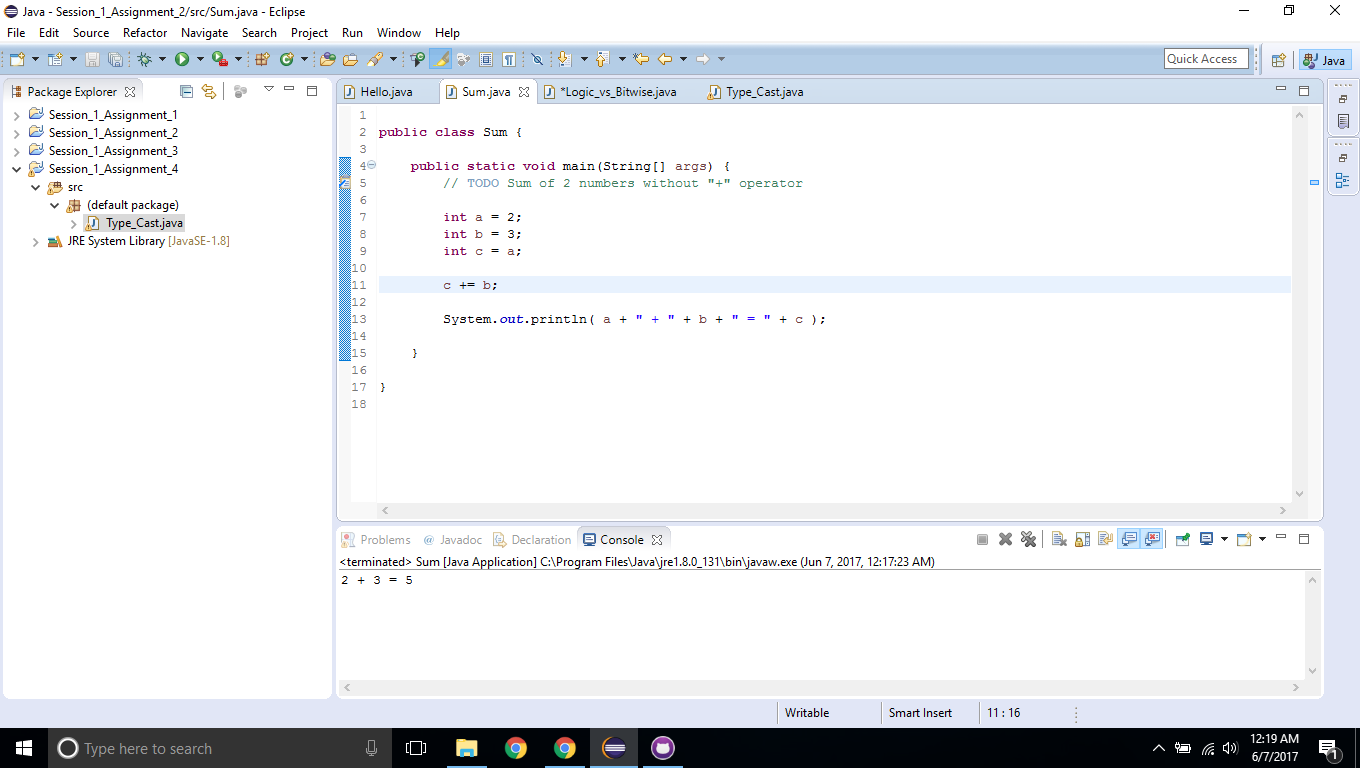 Java - Session_1_Assignment_2/src/Sum.java - Eclipse
File Edit Source Refactor Navigate Search Project Run Window Help
Quick Access Java
Package Explorer
Session_1_Assignment_1
Session_1_Assignment_2
Session_1_Assignment_3
Session_1_Assignment_4
src
(default package)
Type_Cast.java
JRE System Library [JavaSE-1.8]
Hello.java Sum.java *Logic_vs_Bitwise.java Type_Cast.java
1
2 public class Sum {
3
4 public static void main(String[] args) {
5 // TODO Sum of 2 numbers without "+" operator
6
7 int a = 2;
8 int b = 3;
9 int c = a;
10
11 c += b;
12
13 System.out.println( a + " + " + b + " = " + c );
14
15 }
16
17 }
18
Problems @ Javadoc Declaration Console
<terminated> Sum [Java Application] C:\Program Files\Java\jre1.8.0_131\bin\javaw.exe (Jun 7, 2017, 12:17:23 AM)
2 + 3 = 5
Writable Smart Insert 11 : 16
Type here to search
12:19 AM
6/7/2017
1